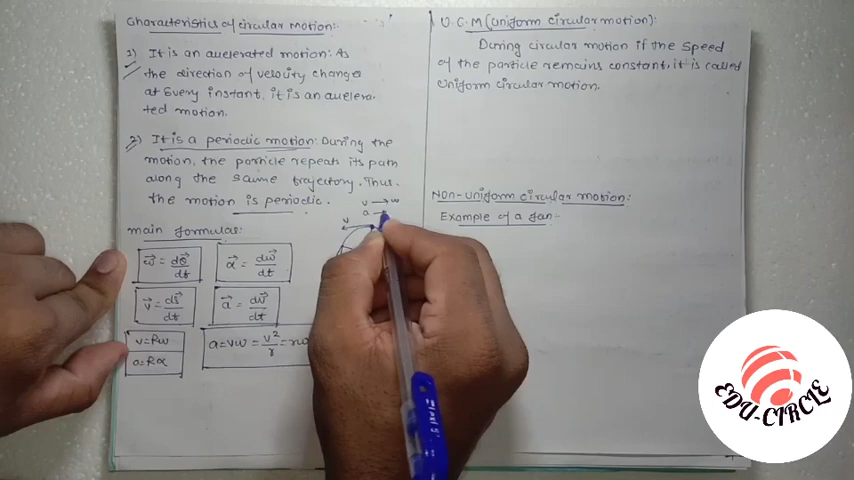 Characteristics of circular motion:
1) It is an auelerated motion: As
the direction of velocity changes
at Every instant, it is an auelera-
ted motion.
2) It is a periodic motion: During the
motion, the particle repeats its path
along the same trajectory. Thus.
the motion is periodic.
main formulas:
ω⃗ = dθ⃗/dt
α⃗ = dω⃗/dt
v⃗ = ds⃗/dt
a⃗ = dv⃗/dt
v=Rω
a=Rα
a=vω = v²/r = rω
v → ω
a →
v
U.C.M (Uniform circular motion):
During circular motion if the speed
of the particle remains constant, it is called
Uniform circular motion.
Non-uniform circular motion:
Example of a fan-
EDU-CIRCLE